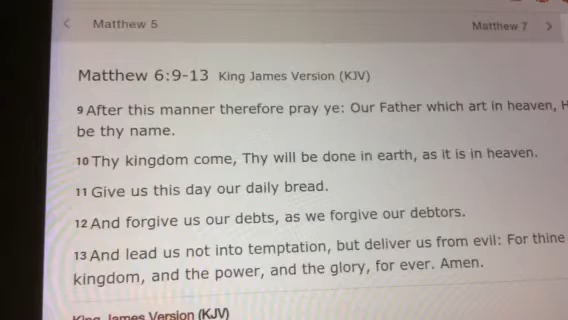 Matthew 5
Matthew 7
Matthew 6:9-13 King James Version (KJV)
9 After this manner therefore pray ye: Our Father which art in heaven, H
be thy name.
10 Thy kingdom come, Thy will be done in earth, as it is in heaven.
11 Give us this day our daily bread.
12 And forgive us our debts, as we forgive our debtors.
13 And lead us not into temptation, but deliver us from evil: For thine
kingdom, and the power, and the glory, for ever. Amen.
King James Version (KJV)